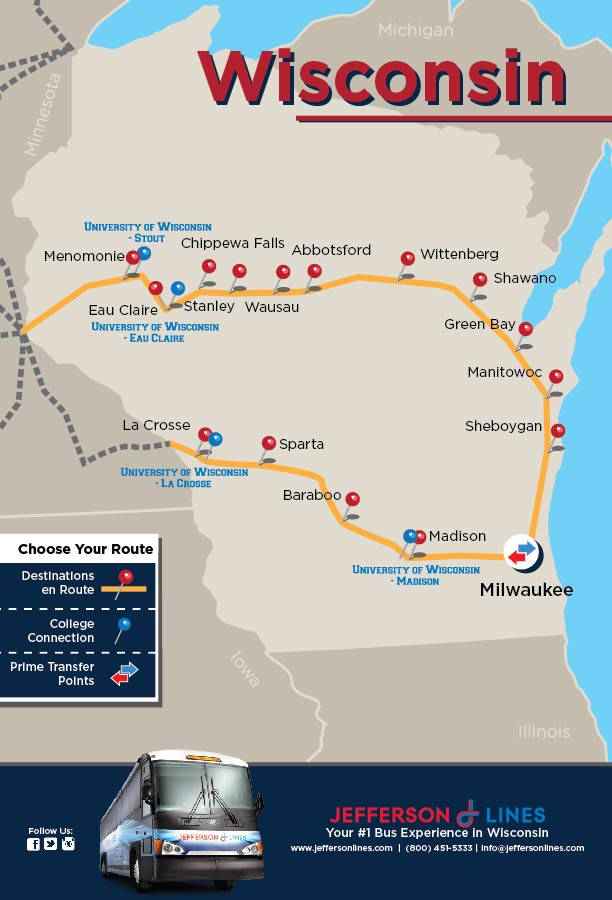 Michigan
Wisconsin
Minnesota
University of Wisconsin
- Stout
Menomonie
Chippewa Falls
Abbotsford
Wittenberg
Shawano
Eau Claire
Stanley
Wausau
University of Wisconsin
- Eau Claire
Green Bay
Manitowoc
Sheboygan
La Crosse
Sparta
University of Wisconsin
- La Crosse
Baraboo
Madison
University of Wisconsin
- Madison
Milwaukee
Choose Your Route
Destinations
en Route
College
Connection
Prime Transfer
Points
Iowa
Illinois
JEFFERSON LINES
Follow Us:
JEFFERSON LINES
Your #1 Bus Experience in Wisconsin
www.jeffersonlines.com | (800) 451-5333 | info@jeffersonlines.com